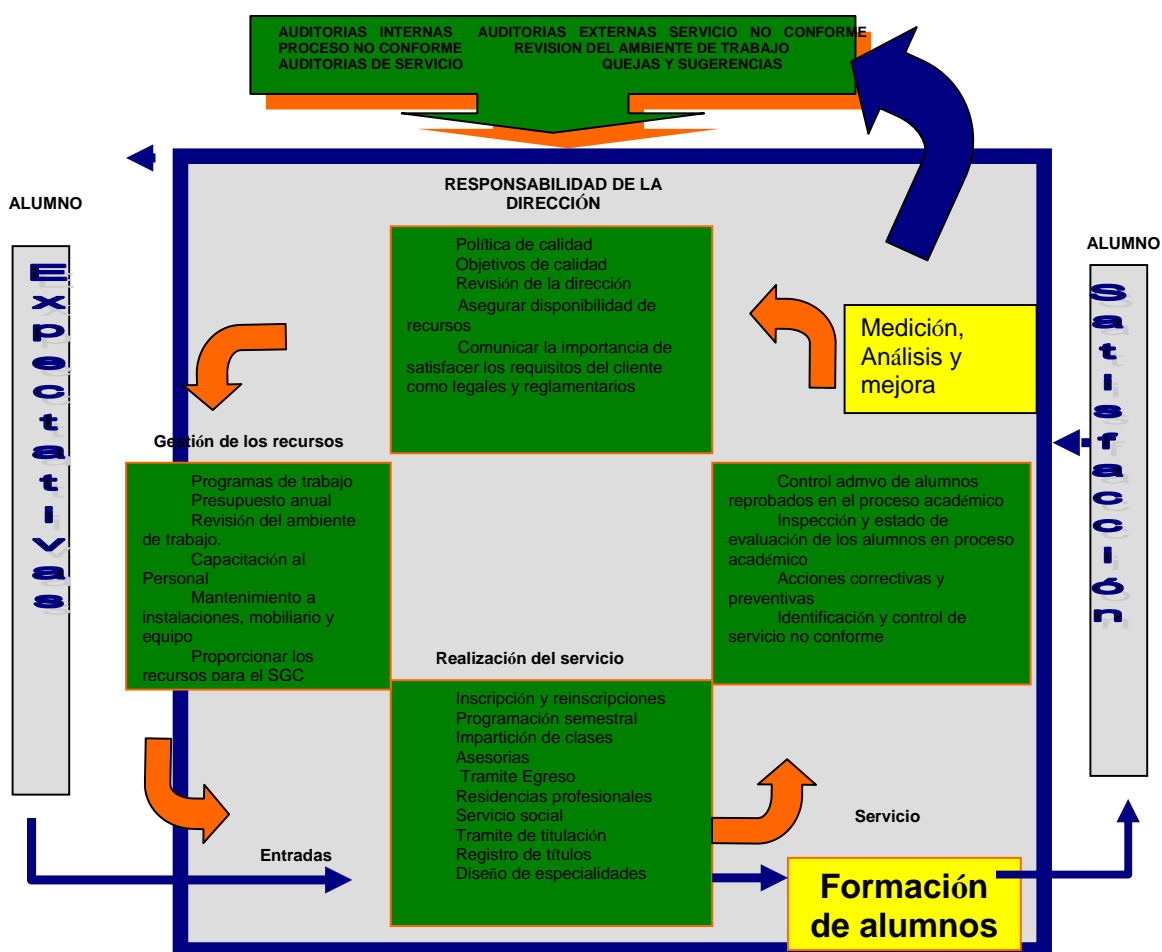 AUDITORIAS INTERNAS AUDITORIAS EXTERNAS SERVICIO NO CONFORME
PROCESO NO CONFORME REVISION DEL AMBIENTE DE TRABAJO
AUDITORIAS DE SERVICIO QUEJAS Y SUGERENCIAS
RESPONSABILIDAD DE LA
DIRECCIÓN
ALUMNO
Expectativas
Política de calidad
Objetivos de calidad
Revisión de la dirección
Asegurar disponibilidad de
recursos
Comunicar la importancia de
satisfacer los requisitos del cliente
como legales y reglamentarios
Medición,
Análisis y
mejora
ALUMNO
Satisfacción
Gestión de los recursos
Programas de trabajo
Presupuesto anual
Revisión del ambiente
de trabajo.
Capacitación al
Personal
Mantenimiento a
instalaciones, mobiliario y
equipo
Proporcionar los
recursos para el SGC
Control admvo de alumnos
reprobados en el proceso académico
Inspección y estado de
evaluación de los alumnos en proceso
académico
Acciones correctivas y
preventivas
Identificación y control de
servicio no conforme
Realización del servicio
Inscripción y reinscripciones
Programación semestral
Impartición de clases
Asesorias
Tramite Egreso
Residencias profesionales
Servicio social
Tramite de titulación
Registro de títulos
Diseño de especialidades
Entradas
Servicio
Formación
de alumnos